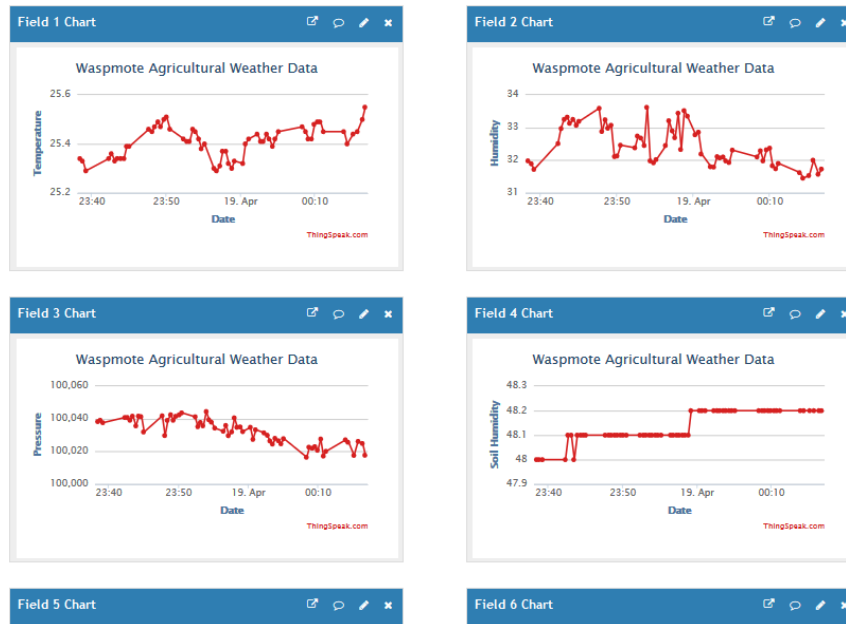 Field 1 Chart
Waspmote Agricultural Weather Data
25.6
25.4
25.2
Temperature
23:40 23:50 19. Apr 00:10
Date
ThingSpeak.com
Field 2 Chart
Waspmote Agricultural Weather Data
34
33
32
31
Humidity
23:40 23:50 19. Apr 00:10
Date
ThingSpeak.com
Field 3 Chart
Waspmote Agricultural Weather Data
100,060
100,040
100,020
100,000
Pressure
23:40 23:50 19. Apr 00:10
Date
ThingSpeak.com
Field 4 Chart
Waspmote Agricultural Weather Data
48.3
48.2
48.1
48
47.9
Soil Humidity
23:40 23:50 19. Apr 00:10
Date
ThingSpeak.com
Field 5 Chart
Field 6 Chart